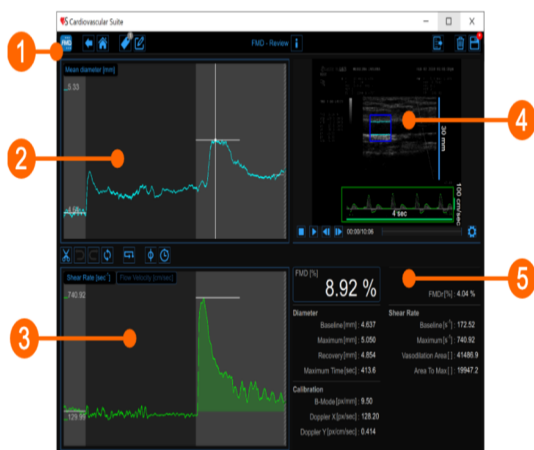 Cardiovascular Suite
FMD
FMD - Review
1
Mean diameter [mm]
5.33
2
4
30 mm
100 cm/sec
4 sec
00:00/10:06
Shear Rate [sec⁻¹]
Flow Velocity [cm/sec]
740.92
3
129.95
FMD [%]
8.92 %
5
FMDr[%] : 4.04 %
Diameter
Baseline[mm] : 4.637
Maximum[mm] : 5.050
Recovery[mm] : 4.854
Maximum Time[sec] : 413.6
Shear Rate
Baseline[s⁻¹] : 172.52
Maximum[s⁻¹] : 740.92
Vasodilation Area[ ] : 41486.9
Area To Max[ ] : 19947.2
Calibration
B-Mode[px/mm] : 9.50
Doppler X[px/sec] : 128.20
Doppler Y[px/cm/sec] : 0.414